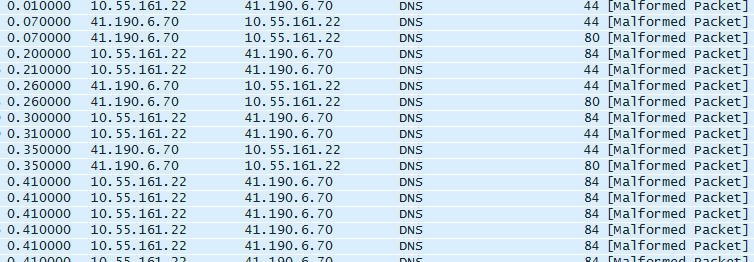 0.010000 10.55.161.22 41.190.6.70 DNS 44 [Malformed Packet]
0.070000 41.190.6.70 10.55.161.22 DNS 44 [Malformed Packet]
0.070000 41.190.6.70 10.55.161.22 DNS 80 [Malformed Packet]
0.200000 10.55.161.22 41.190.6.70 DNS 84 [Malformed Packet]
0.210000 10.55.161.22 41.190.6.70 DNS 44 [Malformed Packet]
0.260000 41.190.6.70 10.55.161.22 DNS 44 [Malformed Packet]
0.260000 41.190.6.70 10.55.161.22 DNS 80 [Malformed Packet]
0.300000 10.55.161.22 41.190.6.70 DNS 84 [Malformed Packet]
0.310000 10.55.161.22 41.190.6.70 DNS 44 [Malformed Packet]
0.350000 41.190.6.70 10.55.161.22 DNS 44 [Malformed Packet]
0.350000 41.190.6.70 10.55.161.22 DNS 80 [Malformed Packet]
0.410000 10.55.161.22 41.190.6.70 DNS 84 [Malformed Packet]
0.410000 10.55.161.22 41.190.6.70 DNS 84 [Malformed Packet]
0.410000 10.55.161.22 41.190.6.70 DNS 84 [Malformed Packet]
0.410000 10.55.161.22 41.190.6.70 DNS 84 [Malformed Packet]
0.410000 10.55.161.22 41.190.6.70 DNS 84 [Malformed Packet]
0.410000 10.55.161.22 41.190.6.70 DNS 84 [Malformed Packet]